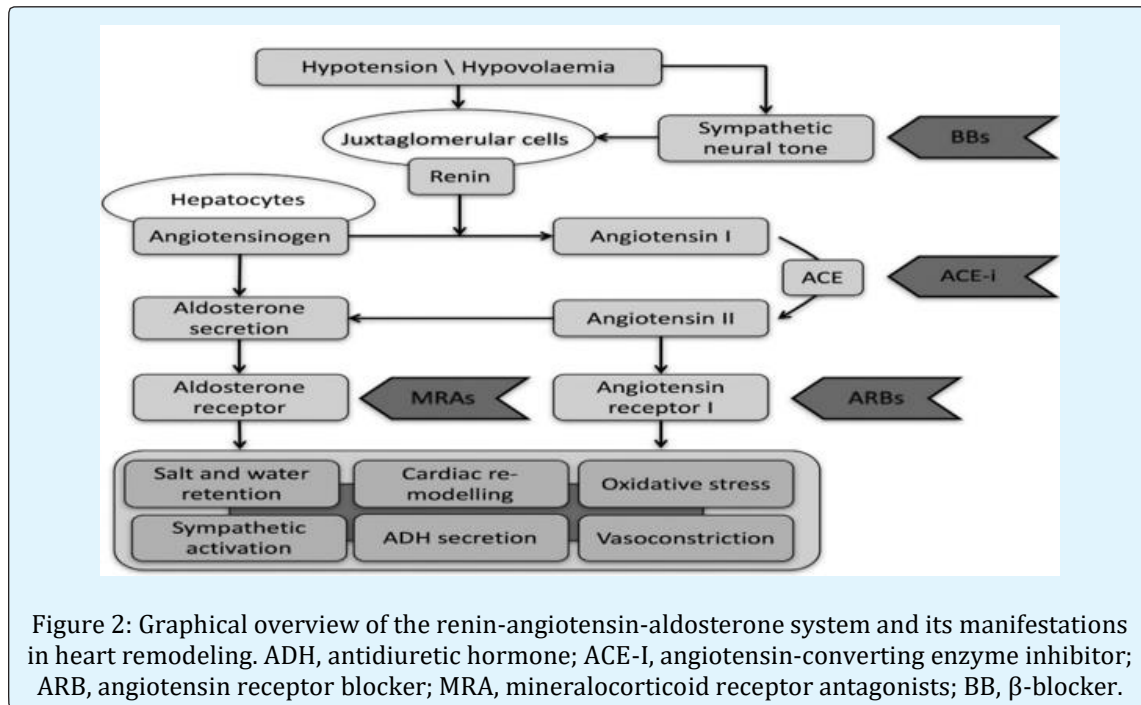 Hypotension \ Hypovolaemia
Juxtaglomerular cells
Sympathetic
neural tone
BBs
Renin
Hepatocytes
Angiotensinogen
Angiotensin I
ACE
ACE-i
Aldosterone
secretion
Angiotensin II
Aldosterone
receptor
MRAs
Angiotensin
receptor I
ARBs
Salt and water
retention
Cardiac re-
modelling
Oxidative stress
Sympathetic
activation
ADH secretion
Vasoconstriction
Figure 2: Graphical overview of the renin-angiotensin-aldosterone system and its manifestations
in heart remodeling. ADH, antidiuretic hormone; ACE-I, angiotensin-converting enzyme inhibitor;
ARB, angiotensin receptor blocker; MRA, mineralocorticoid receptor antagonists; BB, β-blocker.